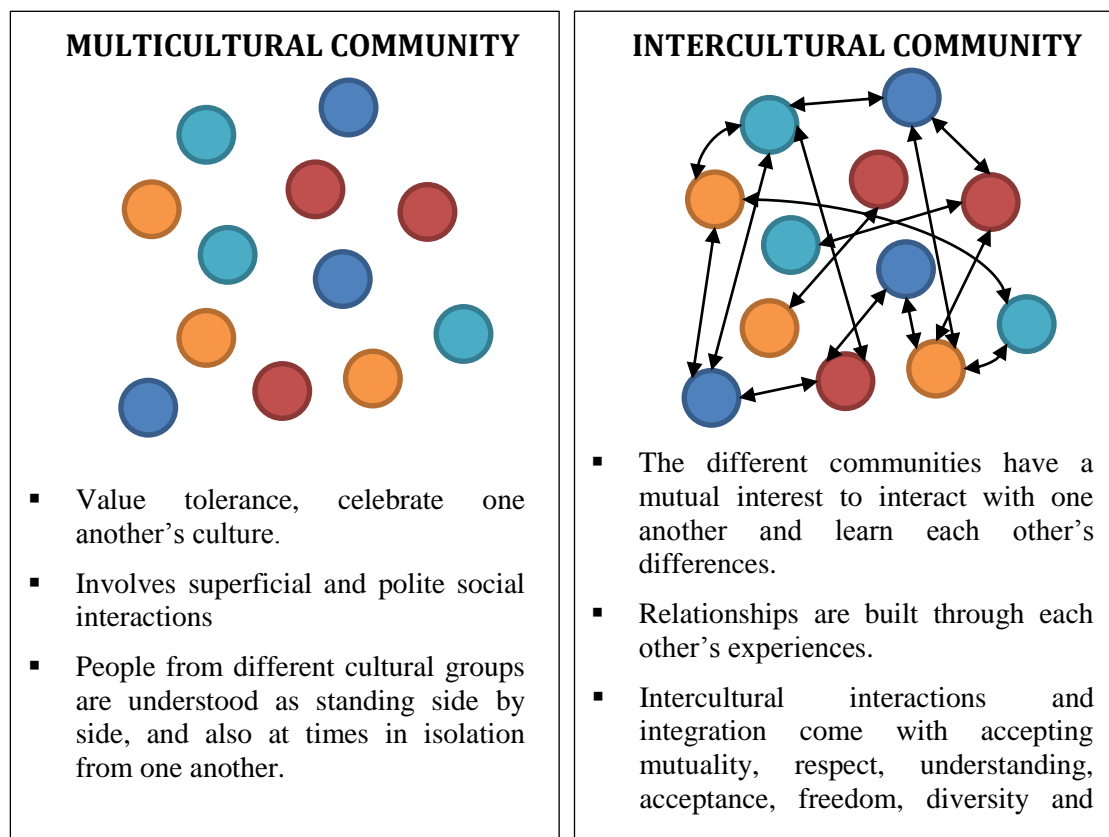 MULTICULTURAL COMMUNITY
▪ Value tolerance, celebrate one
another’s culture.
▪ Involves superficial and polite social
interactions
▪ People from different cultural groups
are understood as standing side by
side, and also at times in isolation
from one another.
INTERCULTURAL COMMUNITY
▪ The different communities have a
mutual interest to interact with one
another and learn each other’s
differences.
▪ Relationships are built through each
other’s experiences.
▪ Intercultural interactions and
integration come with accepting
mutuality, respect, understanding,
acceptance, freedom, diversity and